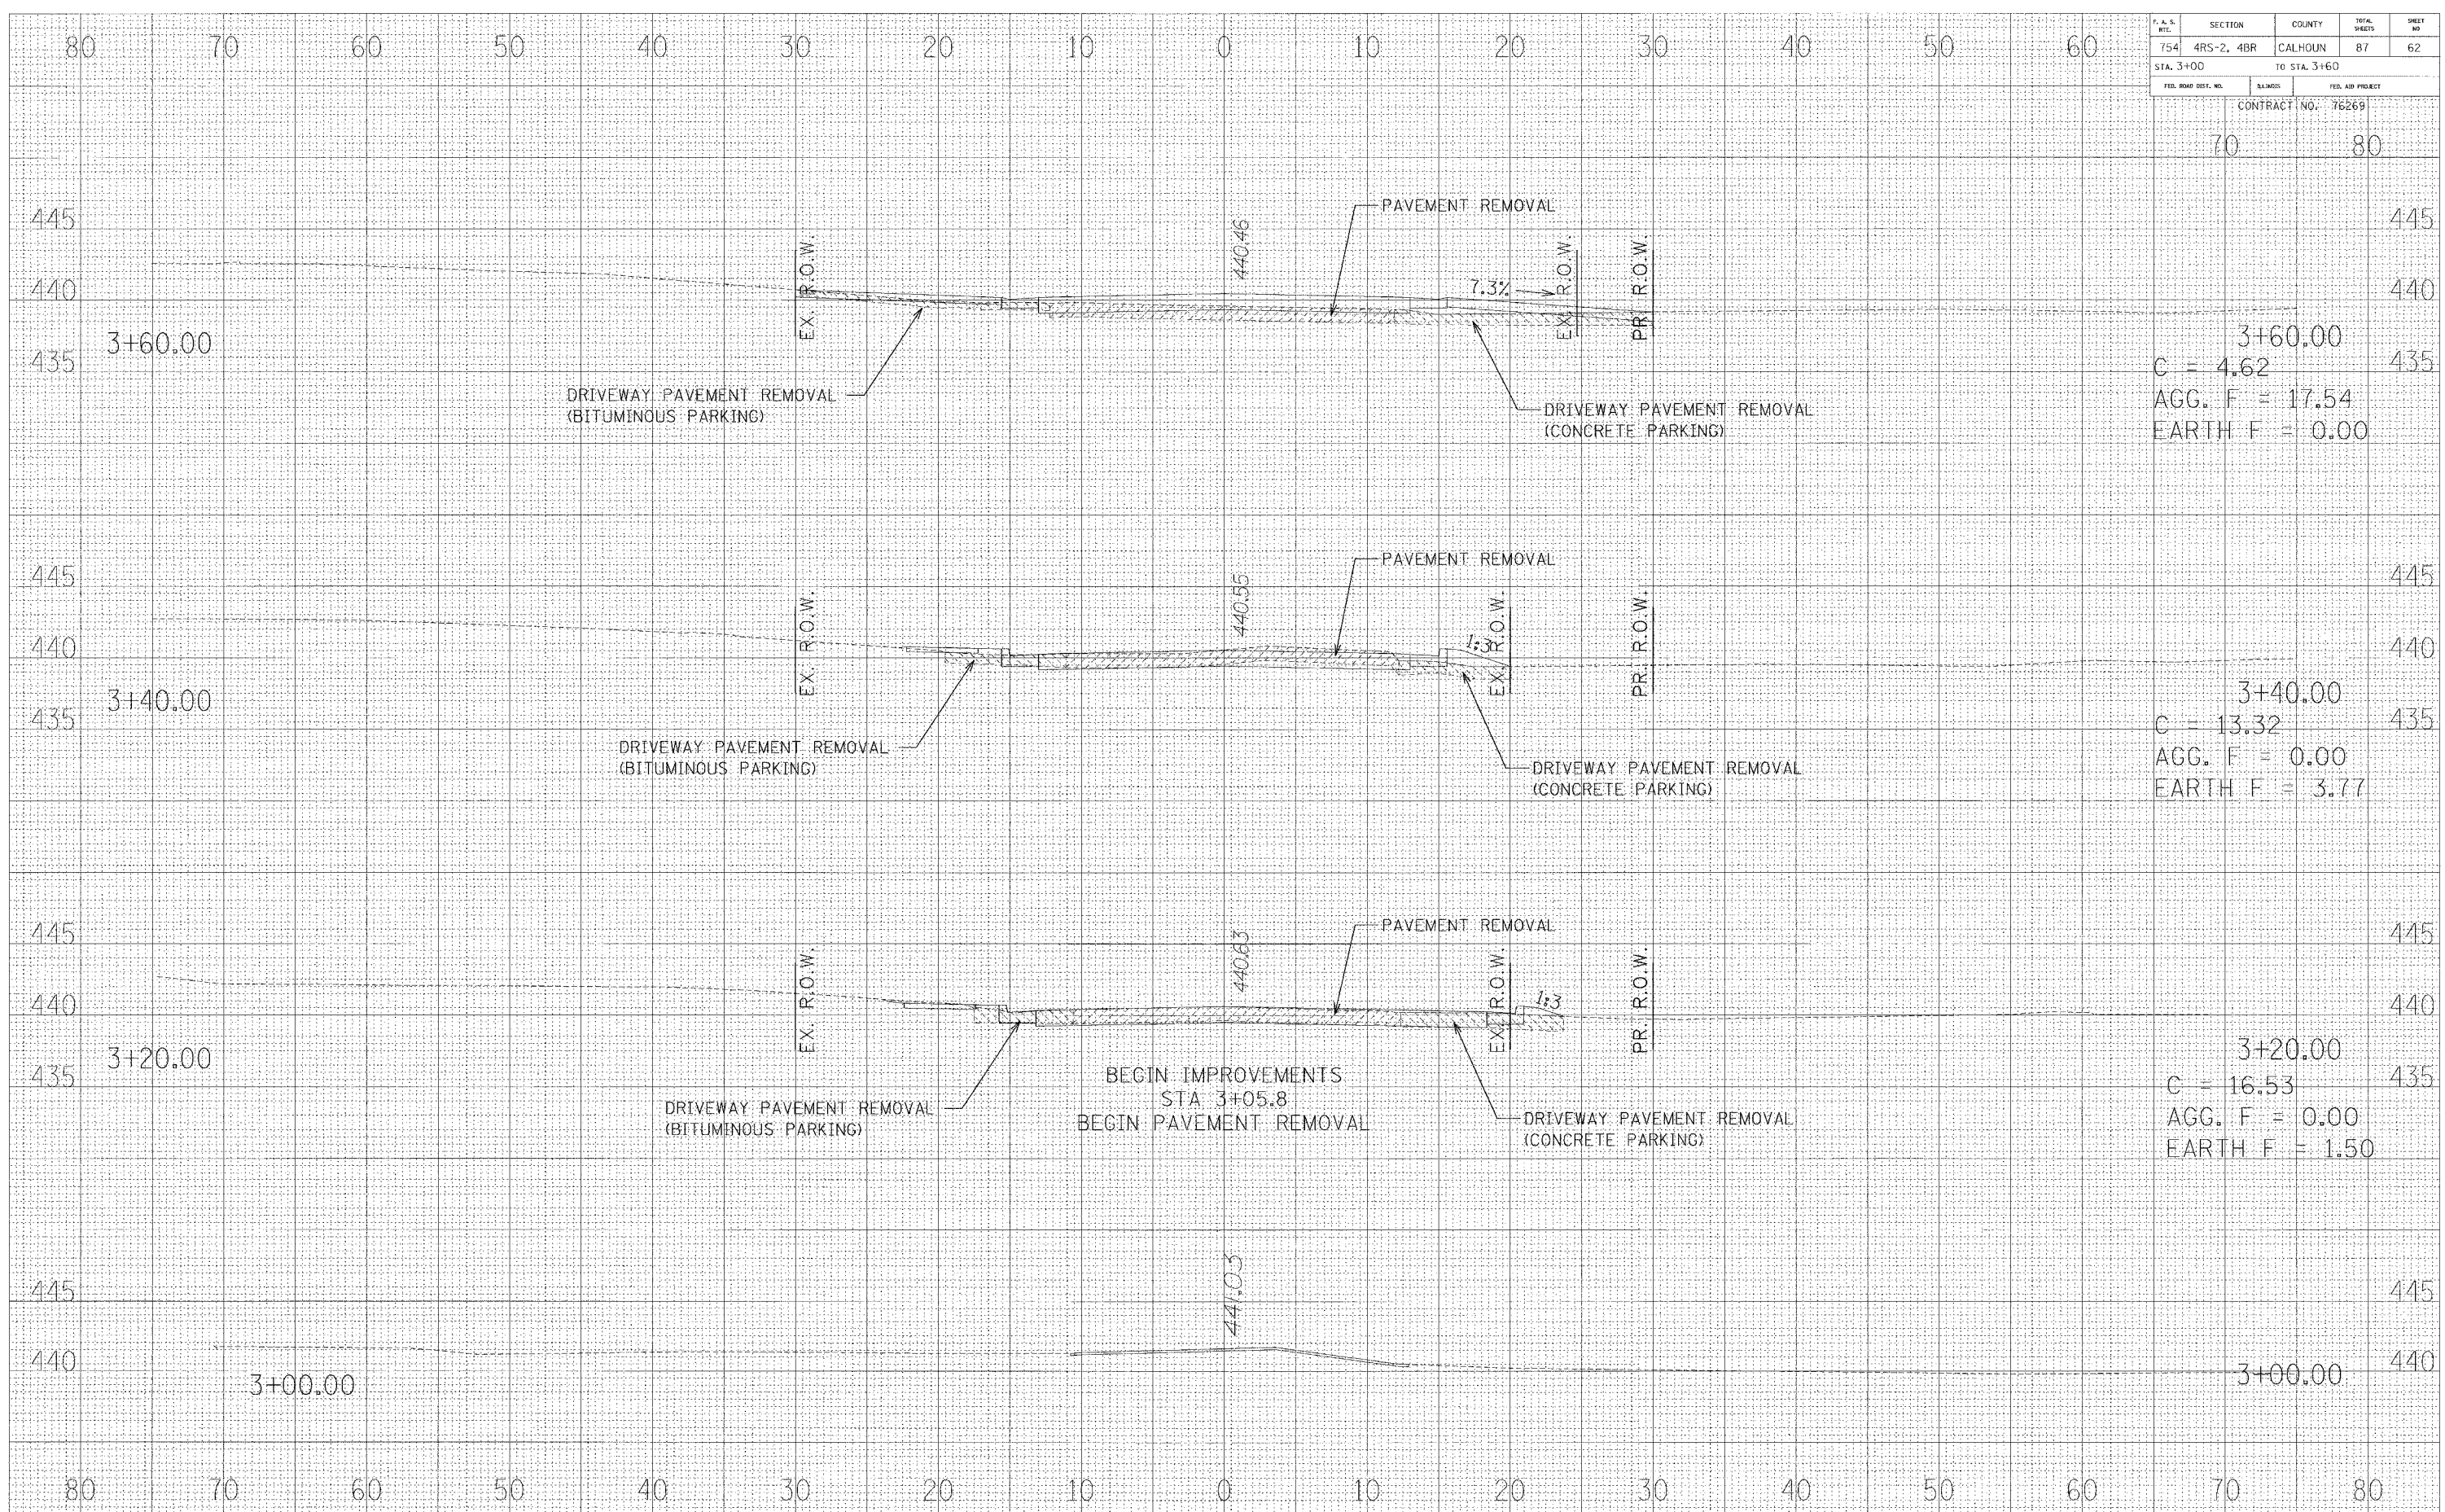 80 70 60 50 40 30 20 10 0 10 20 30 40 50 60
F. A. S. RTE. SECTION COUNTY TOTAL SHEETS SHEET NO
754 4RS-2, 4BR CALHOUN 87 62
STA. 3+00 TO STA. 3+60
FED. ROAD DIST. NO. ILLINOIS FED. AID PROJECT
CONTRACT NO. 76269
70 80
PAVEMENT REMOVAL
445 445
440.46
EX. R.O.W.
EX. R.O.W.
PR. R.O.W.
7.3%
440 440
3+60.00 3+60.00
435 435
C = 4.62
AGG. F = 17.54
EARTH F = 0.00
DRIVEWAY PAVEMENT REMOVAL
(BITUMINOUS PARKING)
DRIVEWAY PAVEMENT REMOVAL
(CONCRETE PARKING)
PAVEMENT REMOVAL
445 445
440.55
EX. R.O.W.
EX. R.O.W.
PR. R.O.W.
1:3
440 440
3+40.00 3+40.00
435 435
C = 13.32
AGG. F = 0.00
EARTH F = 3.77
DRIVEWAY PAVEMENT REMOVAL
(BITUMINOUS PARKING)
DRIVEWAY PAVEMENT REMOVAL
(CONCRETE PARKING)
PAVEMENT REMOVAL
445 445
440.63
EX. R.O.W.
EX. R.O.W.
PR. R.O.W.
1:3
440 440
3+20.00 3+20.00
435 435
BEGIN IMPROVEMENTS
STA 3+05.8
BEGIN PAVEMENT REMOVAL
C = 16.53
AGG. F = 0.00
EARTH F = 1.50
DRIVEWAY PAVEMENT REMOVAL
(BITUMINOUS PARKING)
DRIVEWAY PAVEMENT REMOVAL
(CONCRETE PARKING)
445 445
441.03
440 440
3+00.00 3+00.00
80 70 60 50 40 30 20 10 0 10 20 30 40 50 60 70 80